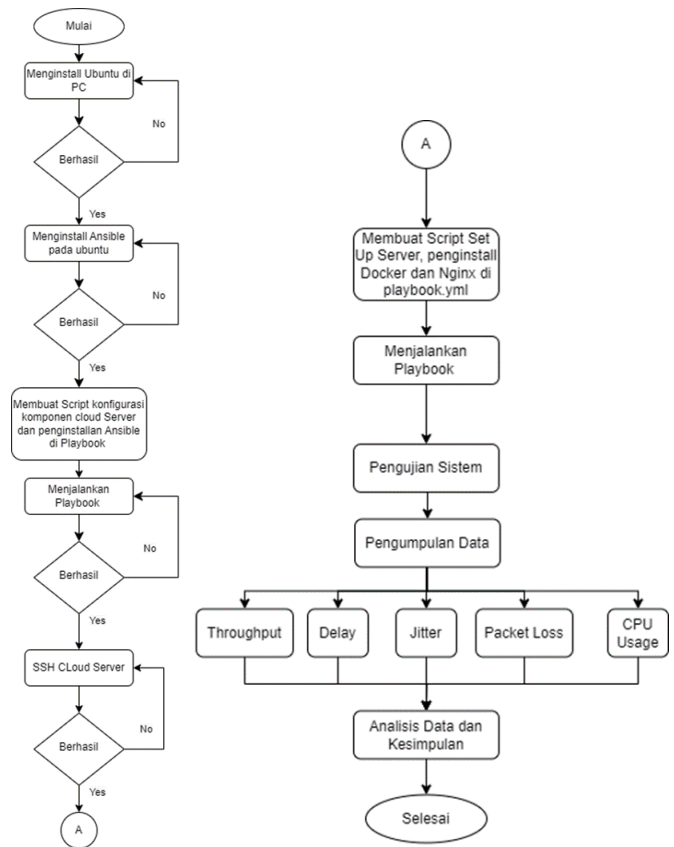 Mulai
Menginstall Ubuntu di
PC
No
Berhasil
Yes
Menginstall Ansible
pada ubuntu
No
Berhasil
Yes
Membuat Script konfigurasi
komponen cloud Server
dan penginstallan Ansible
di Playbook
Menjalankan
Playbook
No
Berhasil
Yes
SSH CLoud Server
No
Berhasil
Yes
A
A
Membuat Script Set
Up Server, penginstall
Docker dan Nginx di
playbook.yml
Menjalankan
Playbook
Pengujian Sistem
Pengumpulan Data
Throughput
Delay
Jitter
Packet Loss
CPU
Usage
Analisis Data dan
Kesimpulan
Selesai